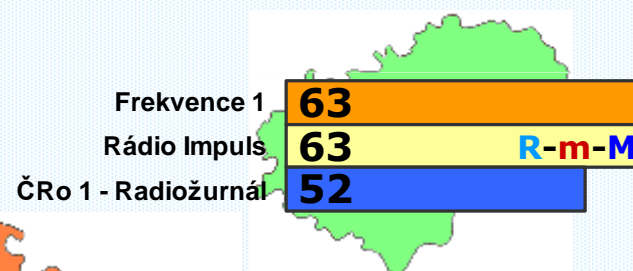 Frekvence 1 63
Rádio Impuls 63 R-m-M
ČRo 1 - Radiožurnál 52